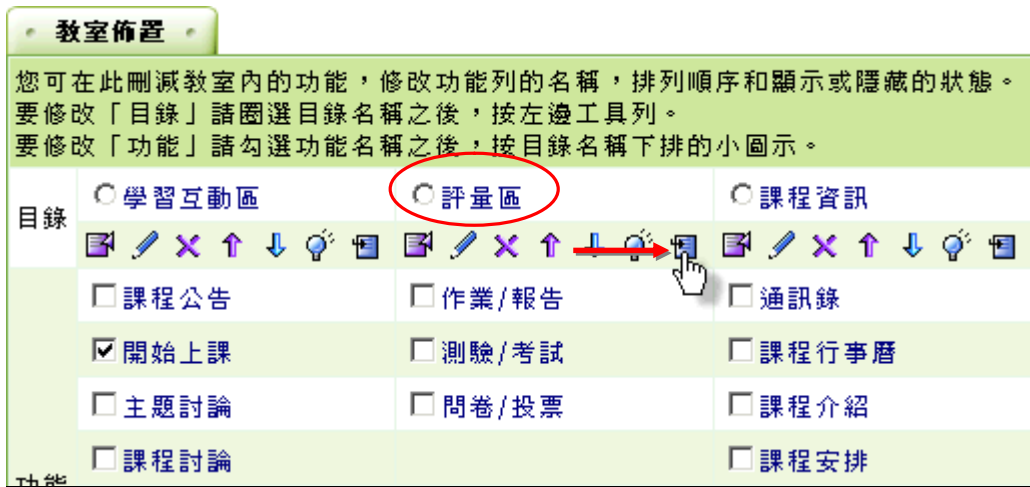 教室佈置
您可在此刪減教室內的功能，修改功能列的名稱，排列順序和顯示或隱藏的狀態。
要修改「目錄」請圈選目錄名稱之後，按左邊工具列。
要修改「功能」請勾選功能名稱之後，按目錄名稱下排的小圖示。
目錄 學習互動區 評量區 課程資訊
課程公告 作業/報告 通訊錄
開始上課 測驗/考試 課程行事曆
主題討論 問卷/投票 課程介紹
課程討論 課程安排
功能